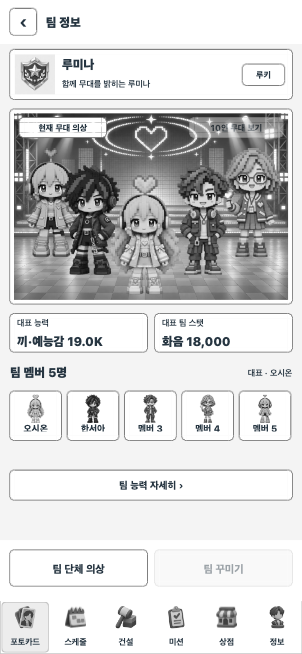 팀 정보
루미나
함께 무대를 밝히는 루미나
루키
현재 무대 의상
10인 무대 보기
대표 능력
끼·예능감 19.0K
대표 팀 스탯
화음 18,000
팀 멤버 5명
대표 · 오시온
오시온
한서아
멤버 3
멤버 4
멤버 5
팀 능력 자세히 ›
팀 단체 의상
팀 꾸미기
포토카드
스케줄
건설
미션
상점
정보